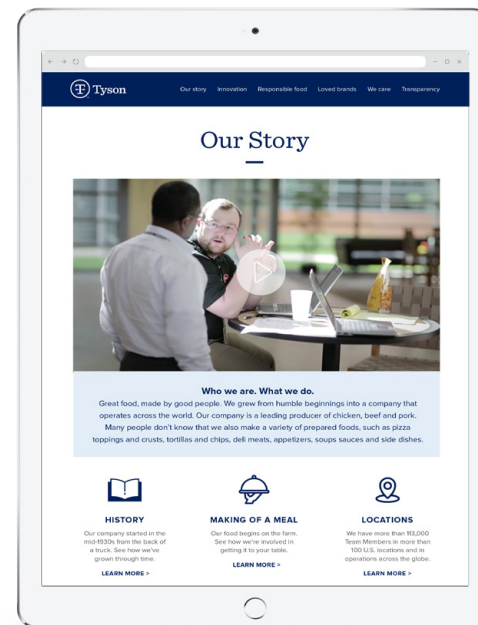 Tyson
Our story Innovation Responsible food Loved brands We care Transparency
Our Story
Who we are. What we do.
Great food, made by good people. We grew from humble beginnings into a company that
operates across the world. Our company is a leading producer of chicken, beef and pork.
Many people don't know that we also make a variety of prepared foods, such as pizza
toppings and crusts, tortillas and chips, deli meats, appetizers, soups sauces and side dishes.
HISTORY
Our company started in the
mid-1930s from the back of
a truck. See how we've
grown through time.
LEARN MORE >
MAKING OF A MEAL
Our food begins on the farm.
See how we're involved in
getting it to your table.
LEARN MORE >
LOCATIONS
We have more than 113,000
Team Members in more than
100 U.S. locations and in
operations across the globe.
LEARN MORE >